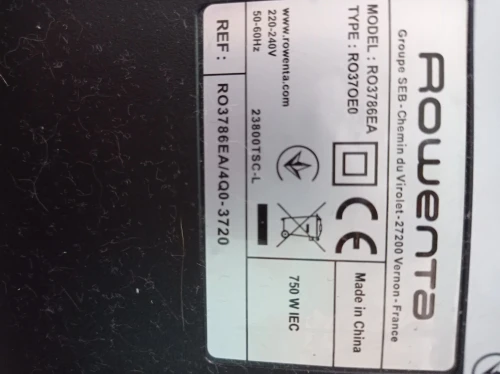 Rowenta
Groupe SEB - Chemin du Virolet - 27200 Vernon - France
MODEL : RO3786EA
TYPE : RO37OE0
CE
Made in China
www.rowenta.com
220-240V
50-60Hz
23800TSC-L
750 W IEC
REF : RO3786EA/4Q0-3720